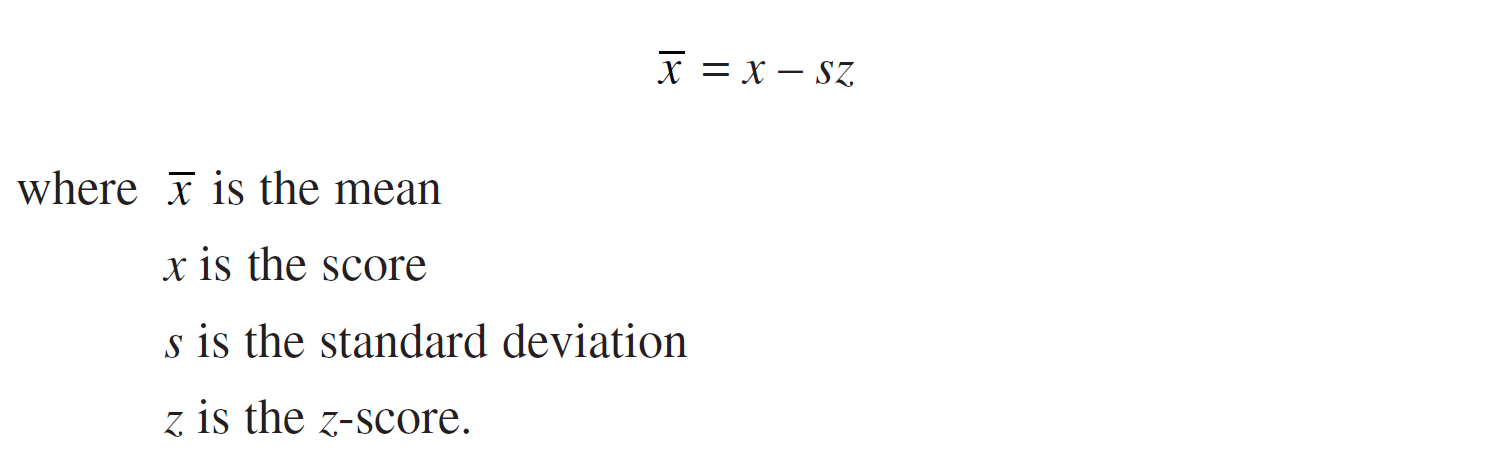 x̅ = x – sz
where x̅ is the mean
x is the score
s is the standard deviation
z is the z-score.